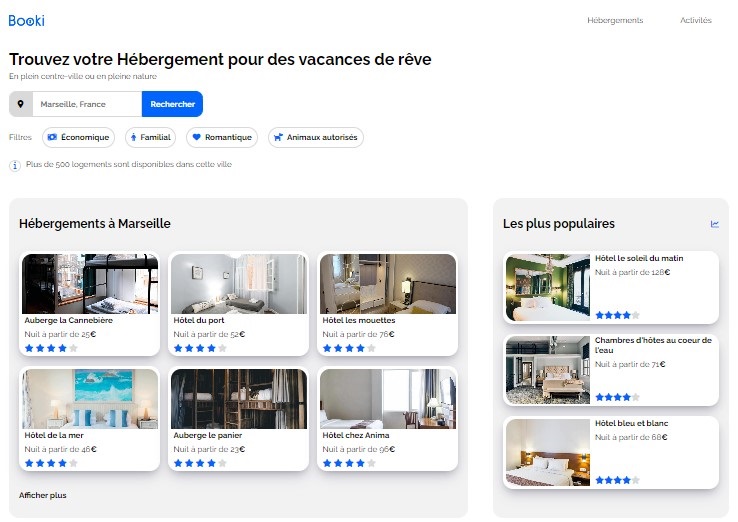 Booki
Hébergements
Activités
Trouvez votre Hébergement pour des vacances de rêve
En plein centre-ville ou en pleine nature
Marseille, France
Rechercher
Filtres
Économique
Familial
Romantique
Animaux autorisés
Plus de 500 logements sont disponibles dans cette ville
Hébergements à Marseille
Auberge la Cannebière
Nuit à partir de 25€
Hôtel du port
Nuit à partir de 52€
Hôtel les mouettes
Nuit à partir de 76€
Hôtel de la mer
Nuit à partir de 46€
Auberge le panier
Nuit à partir de 23€
Hôtel chez Anima
Nuit à partir de 96€
Afficher plus
Les plus populaires
Hôtel le soleil du matin
Nuit à partir de 128€
Chambres d'hôtes au coeur de
l'eau
Nuit à partir de 71€
Hôtel bleu et blanc
Nuit à partir de 68€